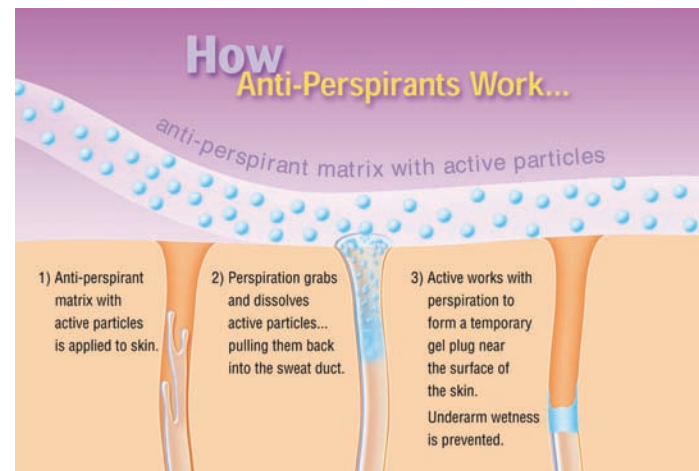 How
Anti-Perspirants Work...
anti-perspirant matrix with active particles
1) Anti-perspirant
matrix with
active particles
is applied to skin.
2) Perspiration grabs
and dissolves
active particles...
pulling them back
into the sweat duct.
3) Active works with
perspiration to
form a temporary
gel plug near
the surface of
the skin.
Underarm wetness
is prevented.